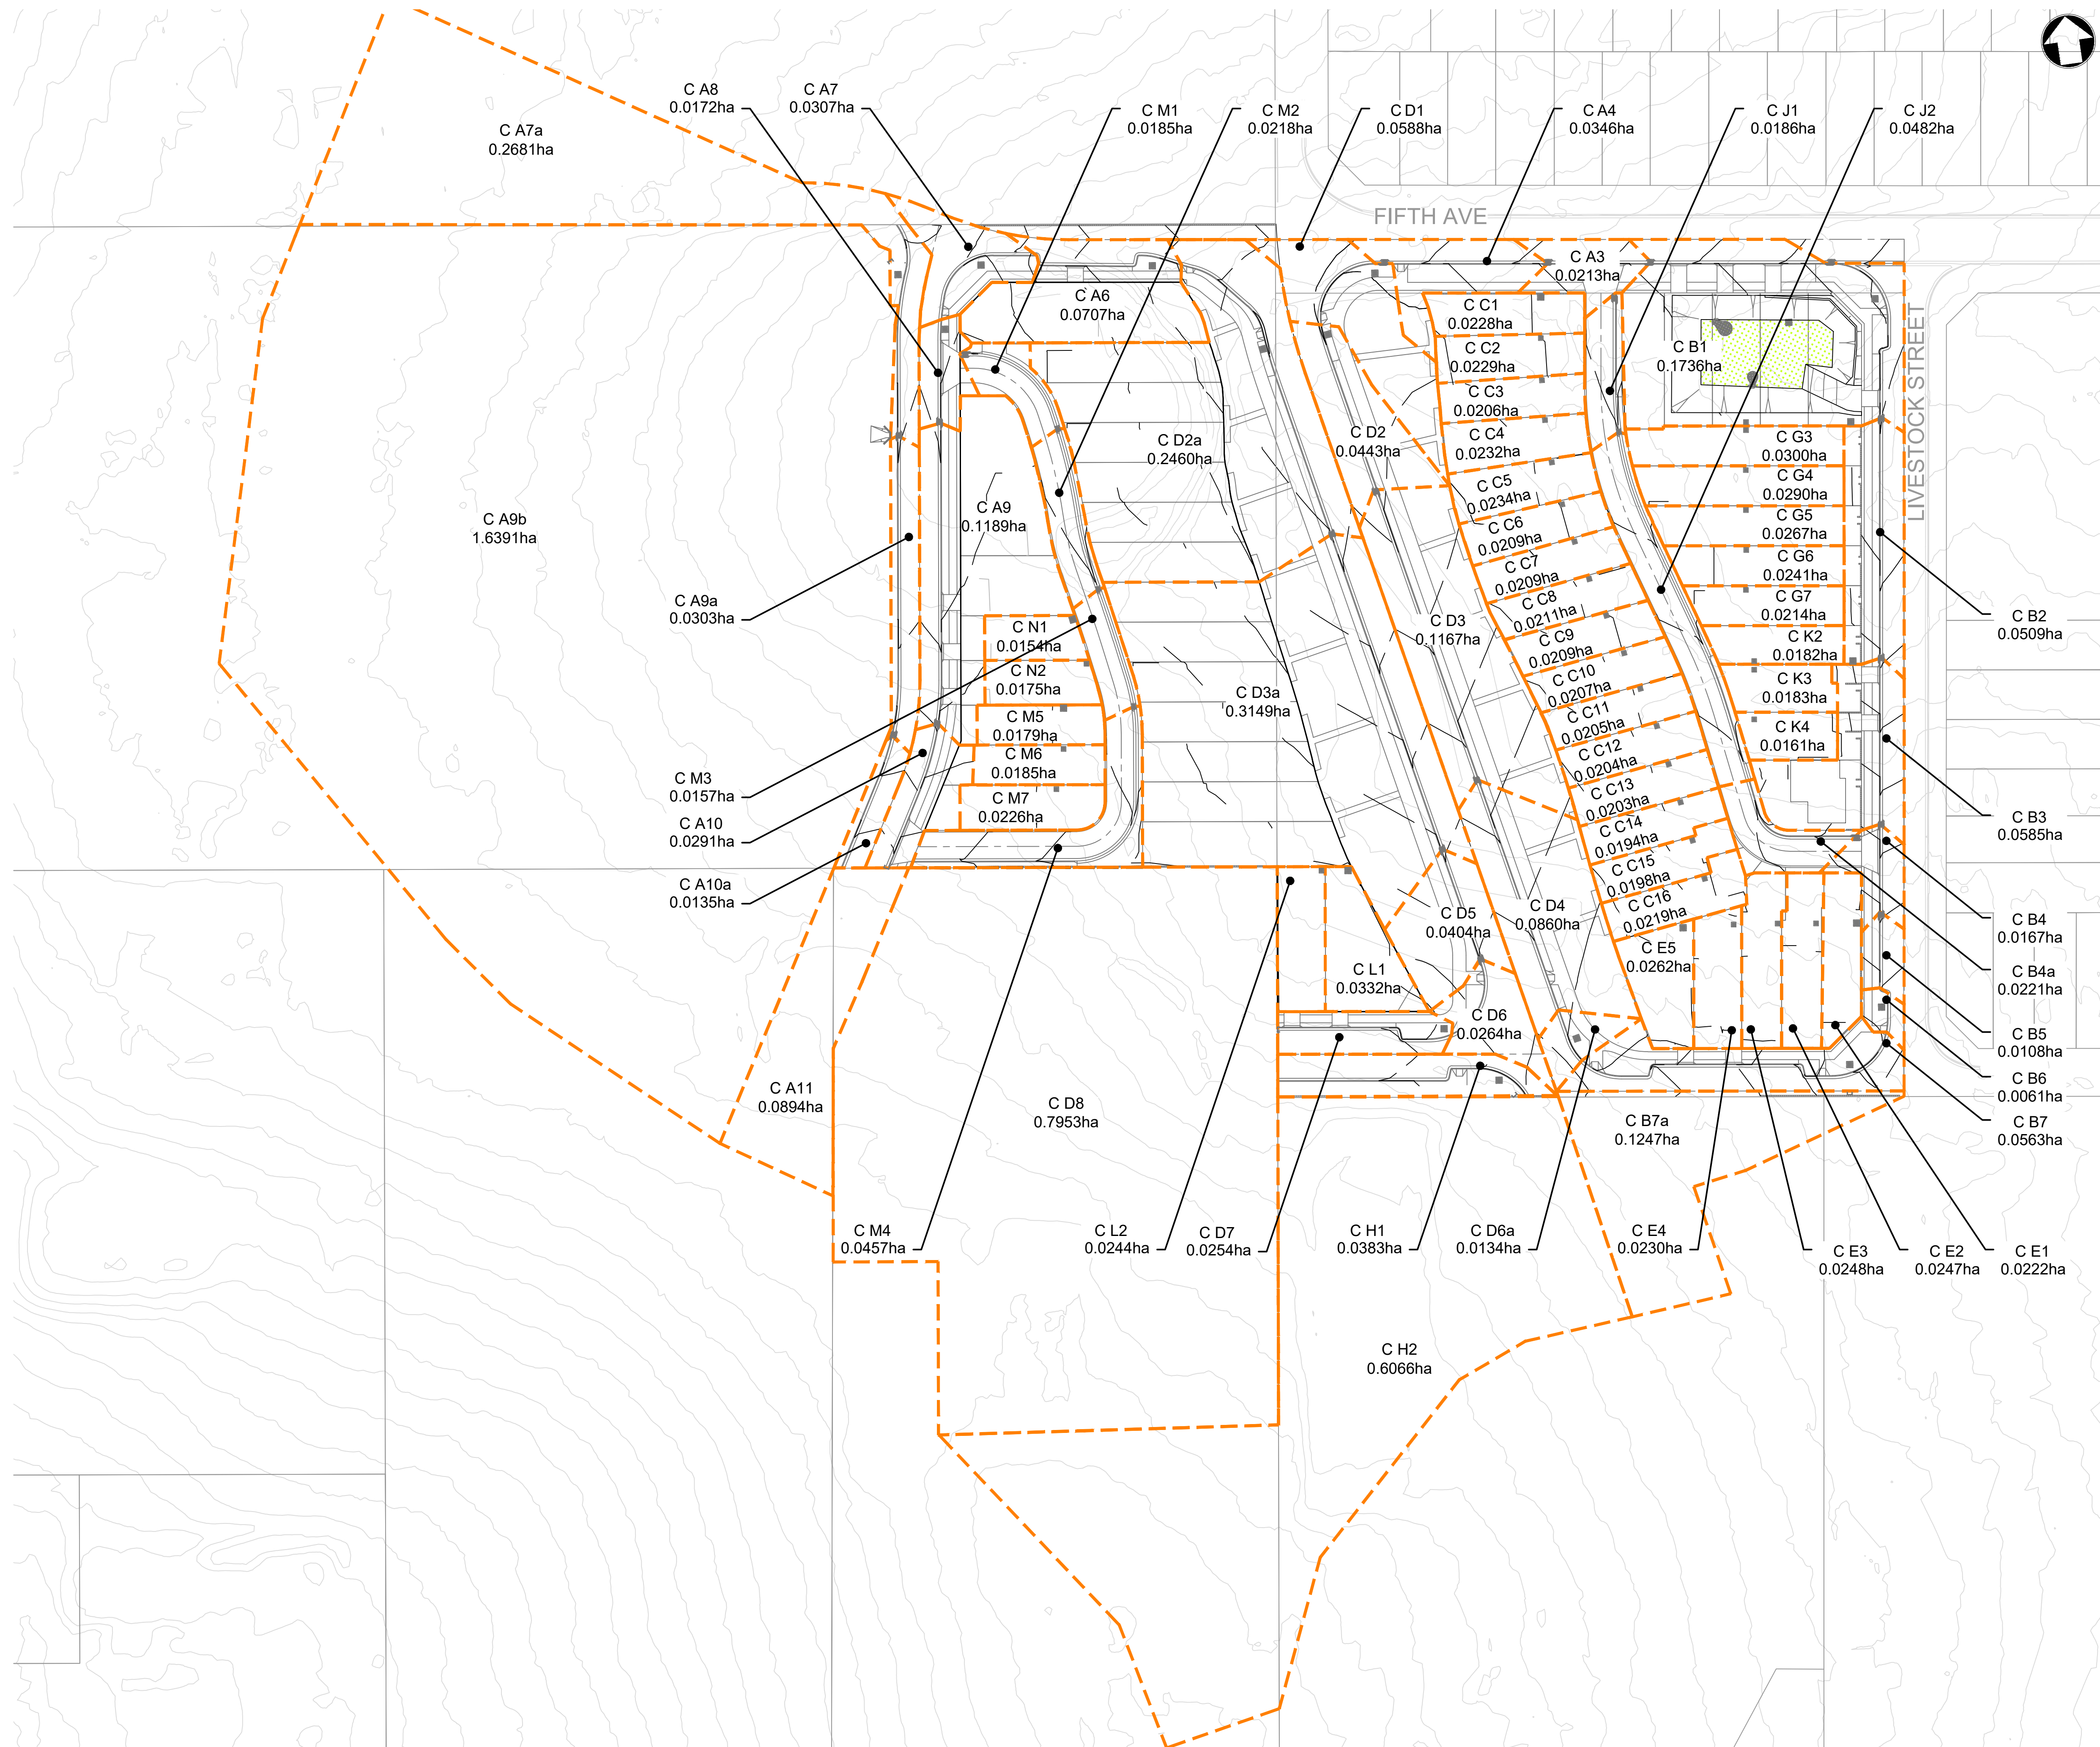 C A8
0.0172ha
C A7
0.0307ha
C A7a
0.2681ha
C M1
0.0185ha
C M2
0.0218ha
C D1
0.0588ha
C A4
0.0346ha
C J1
0.0186ha
C J2
0.0482ha
FIFTH AVE
LIVESTOCK STREET
C A3
0.0213ha
C A6
0.0707ha
C C1
0.0228ha
C C2
0.0229ha
C C3
0.0206ha
C C4
0.0232ha
C C5
0.0234ha
C C6
0.0209ha
C C7
0.0209ha
C C8
0.0211ha
C C9
0.0209ha
C C10
0.0207ha
C C11
0.0205ha
C C12
0.0204ha
C C13
0.0203ha
C C14
0.0194ha
C C15
0.0198ha
C C16
0.0219ha
C B1
0.1736ha
C G3
0.0300ha
C G4
0.0290ha
C G5
0.0267ha
C G6
0.0241ha
C G7
0.0214ha
C K2
0.0182ha
C K3
0.0183ha
C K4
0.0161ha
C D2
0.0443ha
C D2a
0.2460ha
C A9
0.1189ha
C A9b
1.6391ha
C A9a
0.0303ha
C N1
0.0154ha
C N2
0.0175ha
C M5
0.0179ha
C M6
0.0185ha
C M7
0.0226ha
C D3
0.1167ha
C D3a
0.3149ha
C M3
0.0157ha
C A10
0.0291ha
C A10a
0.0135ha
C B2
0.0509ha
C B3
0.0585ha
C B4
0.0167ha
C B4a
0.0221ha
C B5
0.0108ha
C B6
0.0061ha
C B7
0.0563ha
C D5
0.0404ha
C D4
0.0860ha
C E5
0.0262ha
C L1
0.0332ha
C D6
0.0264ha
C A11
0.0894ha
C D8
0.7953ha
C B7a
0.1247ha
C M4
0.0457ha
C L2
0.0244ha
C D7
0.0254ha
C H1
0.0383ha
C D6a
0.0134ha
C E4
0.0230ha
C E3
0.0248ha
C E2
0.0247ha
C E1
0.0222ha
C H2
0.6066ha